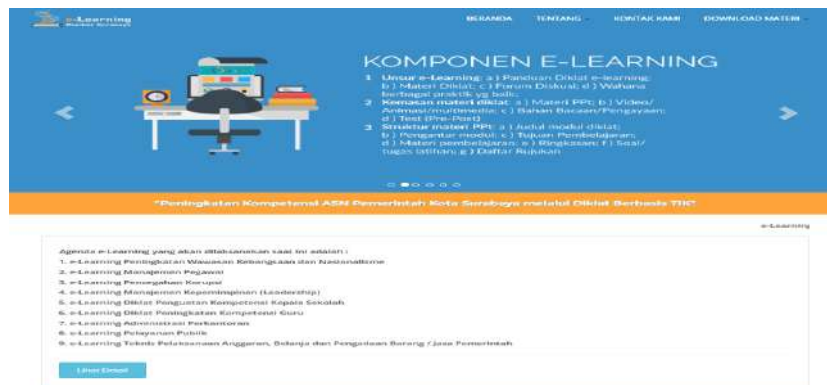 e-Learning
BERANDA TENTANG KONTAK KAMI DOWNLOAD MATERI
KOMPONEN E-LEARNING
1 Unsur e-Learning: a ) Panduan Diklat e-learning;
b ) Materi Diklat; c ) Forum Diskusi; d ) Wahana
berbagai praktik yg baik;
2 Kemasan materi diklat: a ) Materi PPt; b ) Video/
Animasi/multimedia; c ) Bahan Bacaan/Pengayaan;
d ) Test (Pre-Post)
3 Struktur materi PPt: a ) Judul modul diklat;
b ) Pengantar modul; c ) Tujuan Pembelajaran;
d ) Materi pembelajaran; e ) Ringkasan; f ) Soal/
tugas latihan; g ) Daftar Rujukan
"Peningkatan Kompetensi ASN Pemerintah Kota Surabaya melalui Diklat Berbasis TIK"
e-Learning
Agenda e-Learning yang akan dilaksanakan saat ini adalah :
1. e-Learning Peningkatan Wawasan Kebangsaan dan Nasionalisme
2. e-Learning Manajemen Pegawai
3. e-Learning Pencegahan Korupsi
4. e-Learning Manajemen Kepemimpinan (Leadership)
5. e-Learning Diklat Penguatan Kompetensi Kepala Sekolah
6. e-Learning Diklat Peningkatan Kompetensi Guru
7. e-Learning Administrasi Perkantoran
8. e-Learning Pelayanan Publik
9. e-Learning Teknis Pelaksanaan Anggaran, Belanja dan Pengadaan Barang / Jasa Pemerintah
Lihat Detail